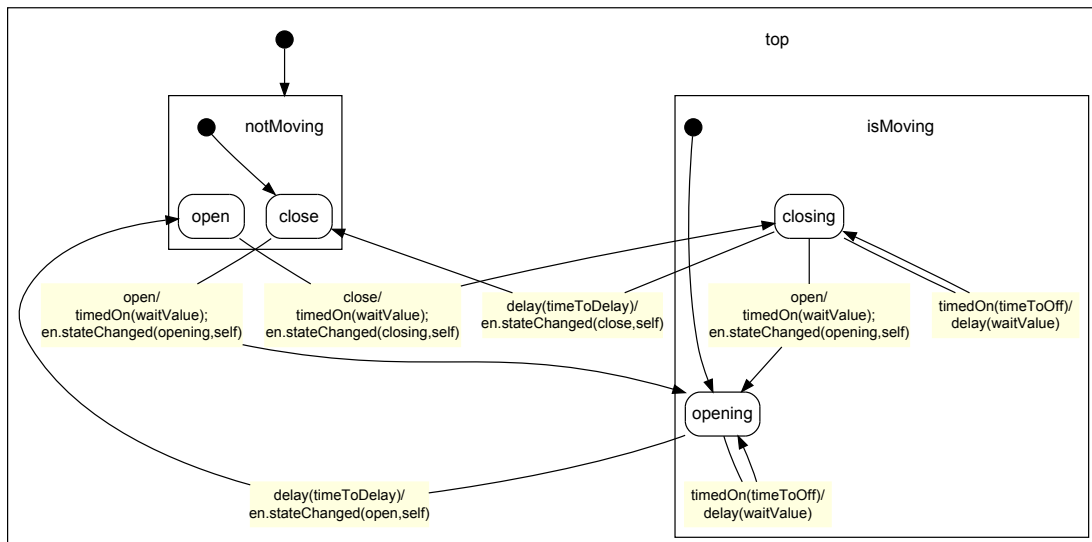 top
notMoving
isMoving
open
close
closing
open/
timedOn(waitValue);
en.stateChanged(opening,self)
close/
timedOn(waitValue);
en.stateChanged(closing,self)
delay(timeToDelay)/
en.stateChanged(close,self)
open/
timedOn(waitValue);
en.stateChanged(opening,self)
timedOn(timeToOff)/
delay(waitValue)
opening
delay(timeToDelay)/
en.stateChanged(open,self)
timedOn(timeToOff)/
delay(waitValue)